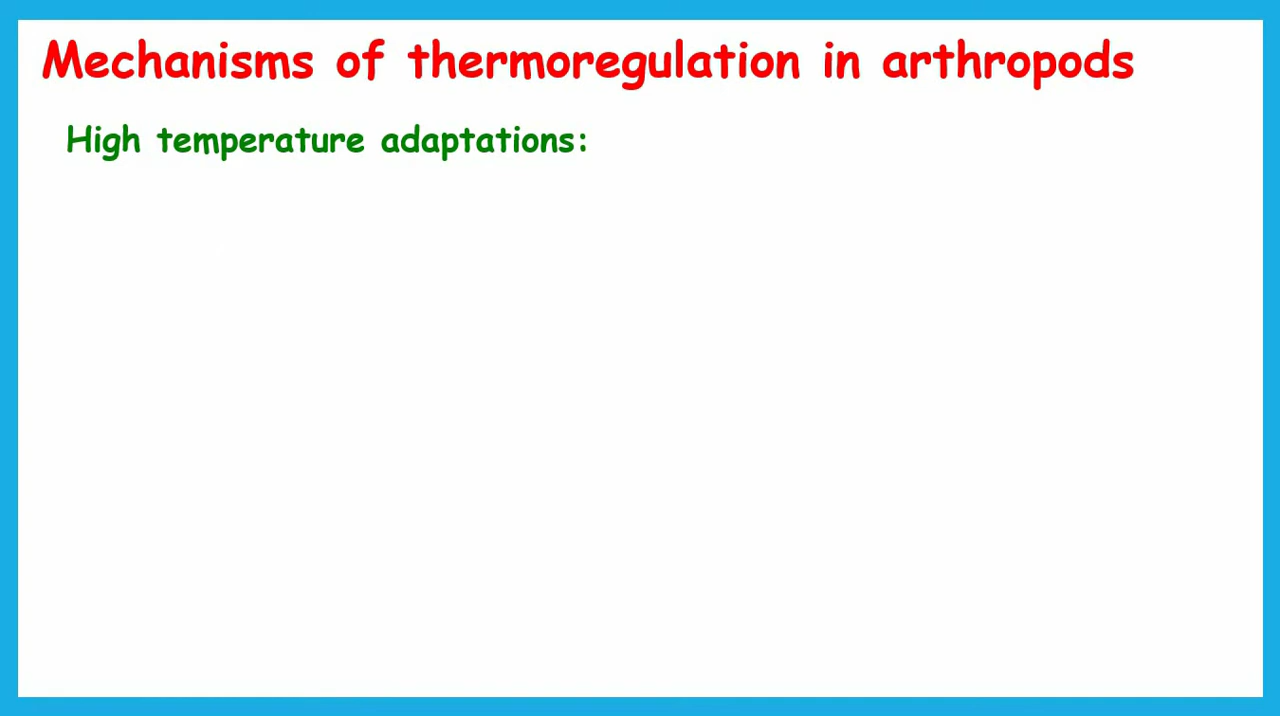 Mechanisms of thermoregulation in arthropods
High temperature adaptations: